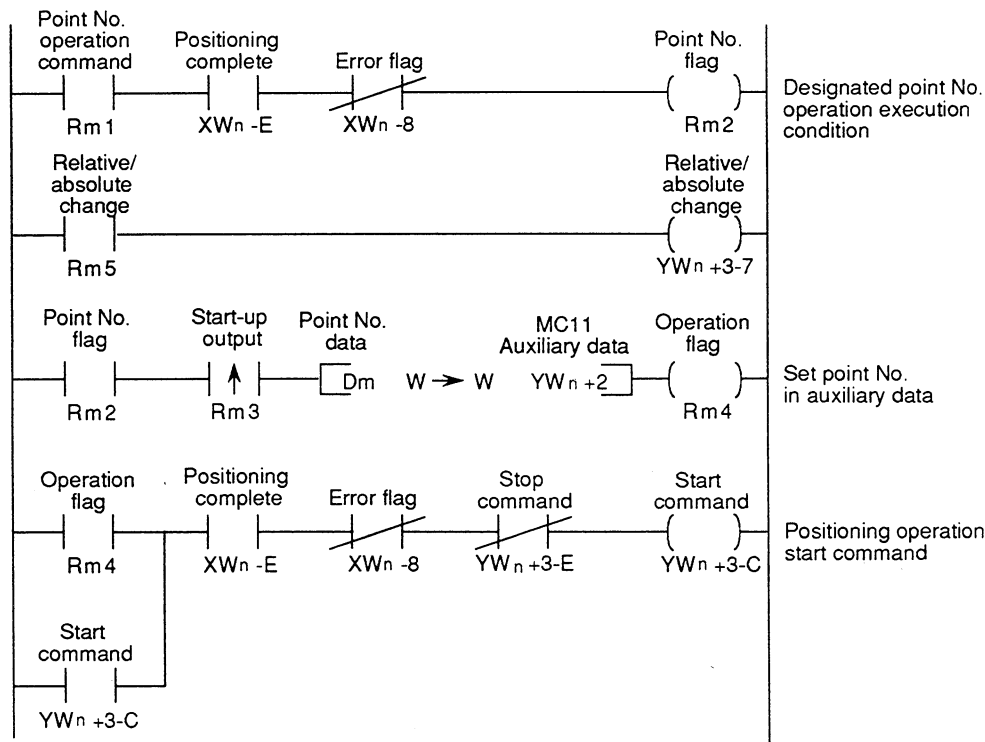 Point No.
operation
command
Positioning
complete
Error flag
Point No.
flag
Rm1
XWn -E
XWn -8
Rm2
Designated point No.
operation execution
condition
Relative/
absolute
change
Relative/
absolute
change
Rm5
YWn +3-7
Point No.
flag
Start-up
output
Point No.
data
MC11
Auxiliary data
Operation
flag
Dm W → W YWn +2
Rm2
Rm3
Rm4
Set point No.
in auxiliary data
Operation
flag
Positioning
complete
Error flag
Stop
command
Start
command
Rm4
XWn -E
XWn -8
YWn +3-E
YWn +3-C
Positioning operation
start command
Start
command
YWn +3-C